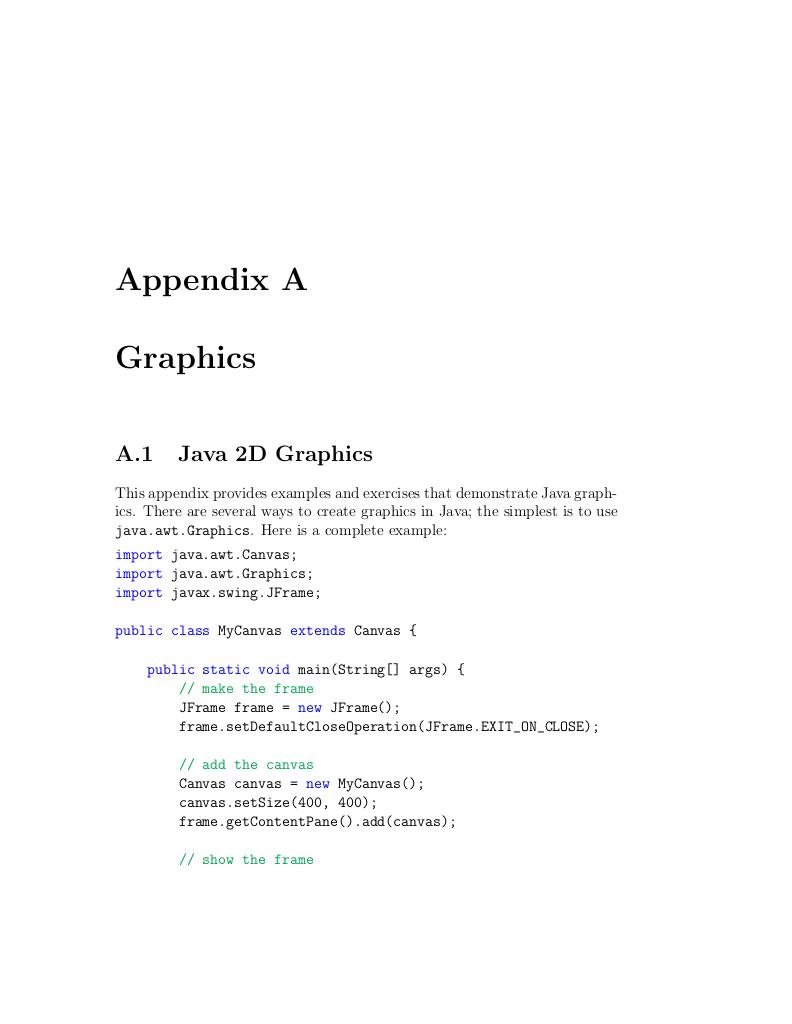 Appendix A
Graphics
A.1 Java 2D Graphics
This appendix provides examples and exercises that demonstrate Java graph-
ics. There are several ways to create graphics in Java; the simplest is to use
java.awt.Graphics. Here is a complete example:
import java.awt.Canvas;
import java.awt.Graphics;
import javax.swing.JFrame;

public class MyCanvas extends Canvas {

    public static void main(String[] args) {
        // make the frame
        JFrame frame = new JFrame();
        frame.setDefaultCloseOperation(JFrame.EXIT_ON_CLOSE);

        // add the canvas
        Canvas canvas = new MyCanvas();
        canvas.setSize(400, 400);
        frame.getContentPane().add(canvas);

        // show the frame